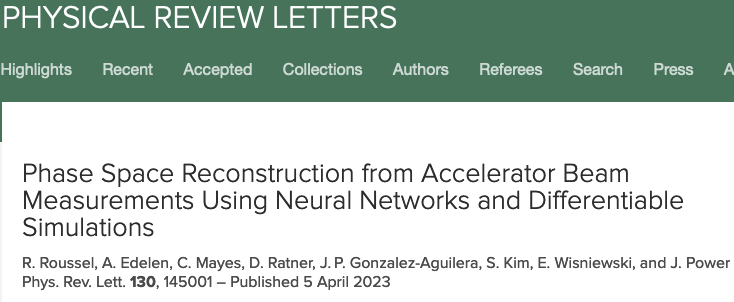 PHYSICAL REVIEW LETTERS
Highlights Recent Accepted Collections Authors Referees Search Press A
Phase Space Reconstruction from Accelerator Beam
Measurements Using Neural Networks and Differentiable
Simulations
R. Roussel, A. Edelen, C. Mayes, D. Ratner, J. P. Gonzalez-Aguilera, S. Kim, E. Wisniewski, and J. Power
Phys. Rev. Lett. 130, 145001 – Published 5 April 2023